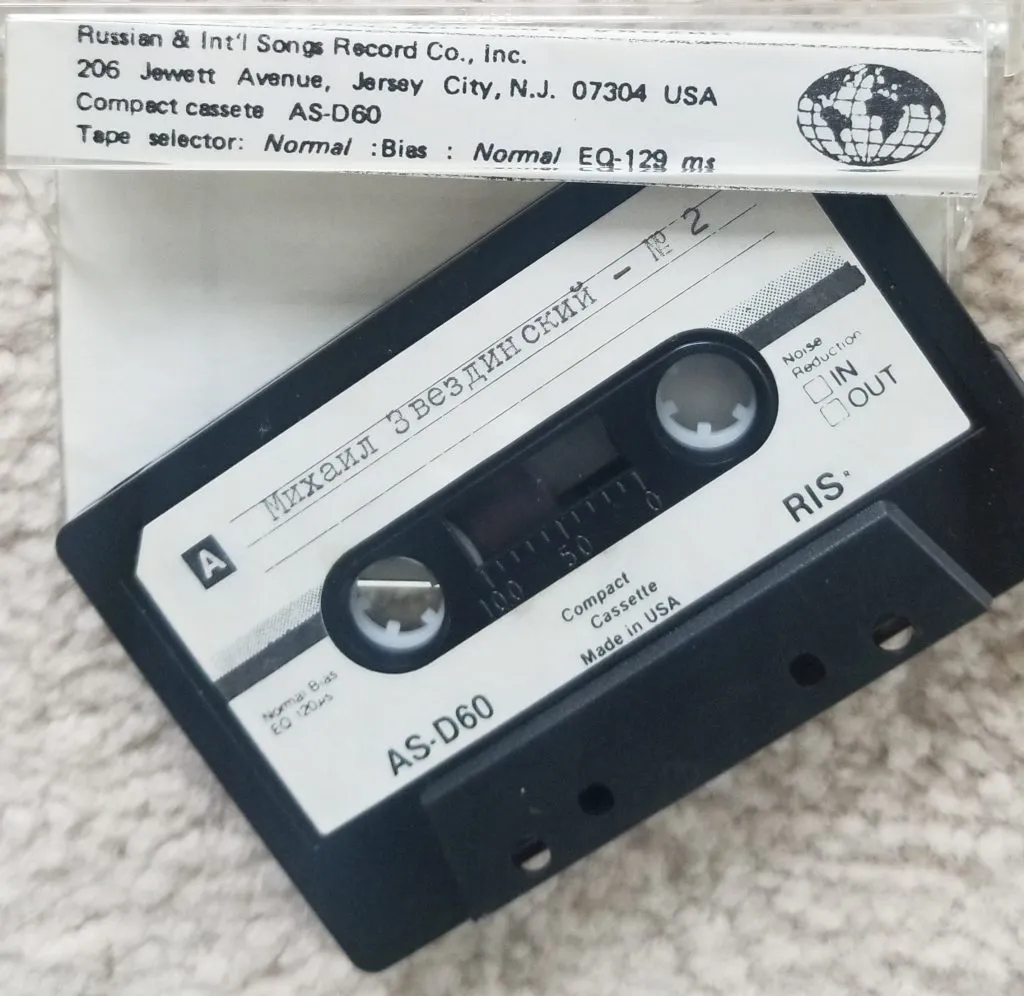 Russian & Int'l Songs Record Co., Inc.
206 Jewett Avenue, Jersey City, N.J. 07304 USA
Compact cassete AS-D60
Tape selector: Normal :Bias : Normal EQ-129 ms
Михаил Звездинский - № 2
A
Noise
Reduction
IN
OUT
100 50 0
RIS
Compact
Cassette
Made in USA
Normal Bias
EQ 120µs
AS-D60